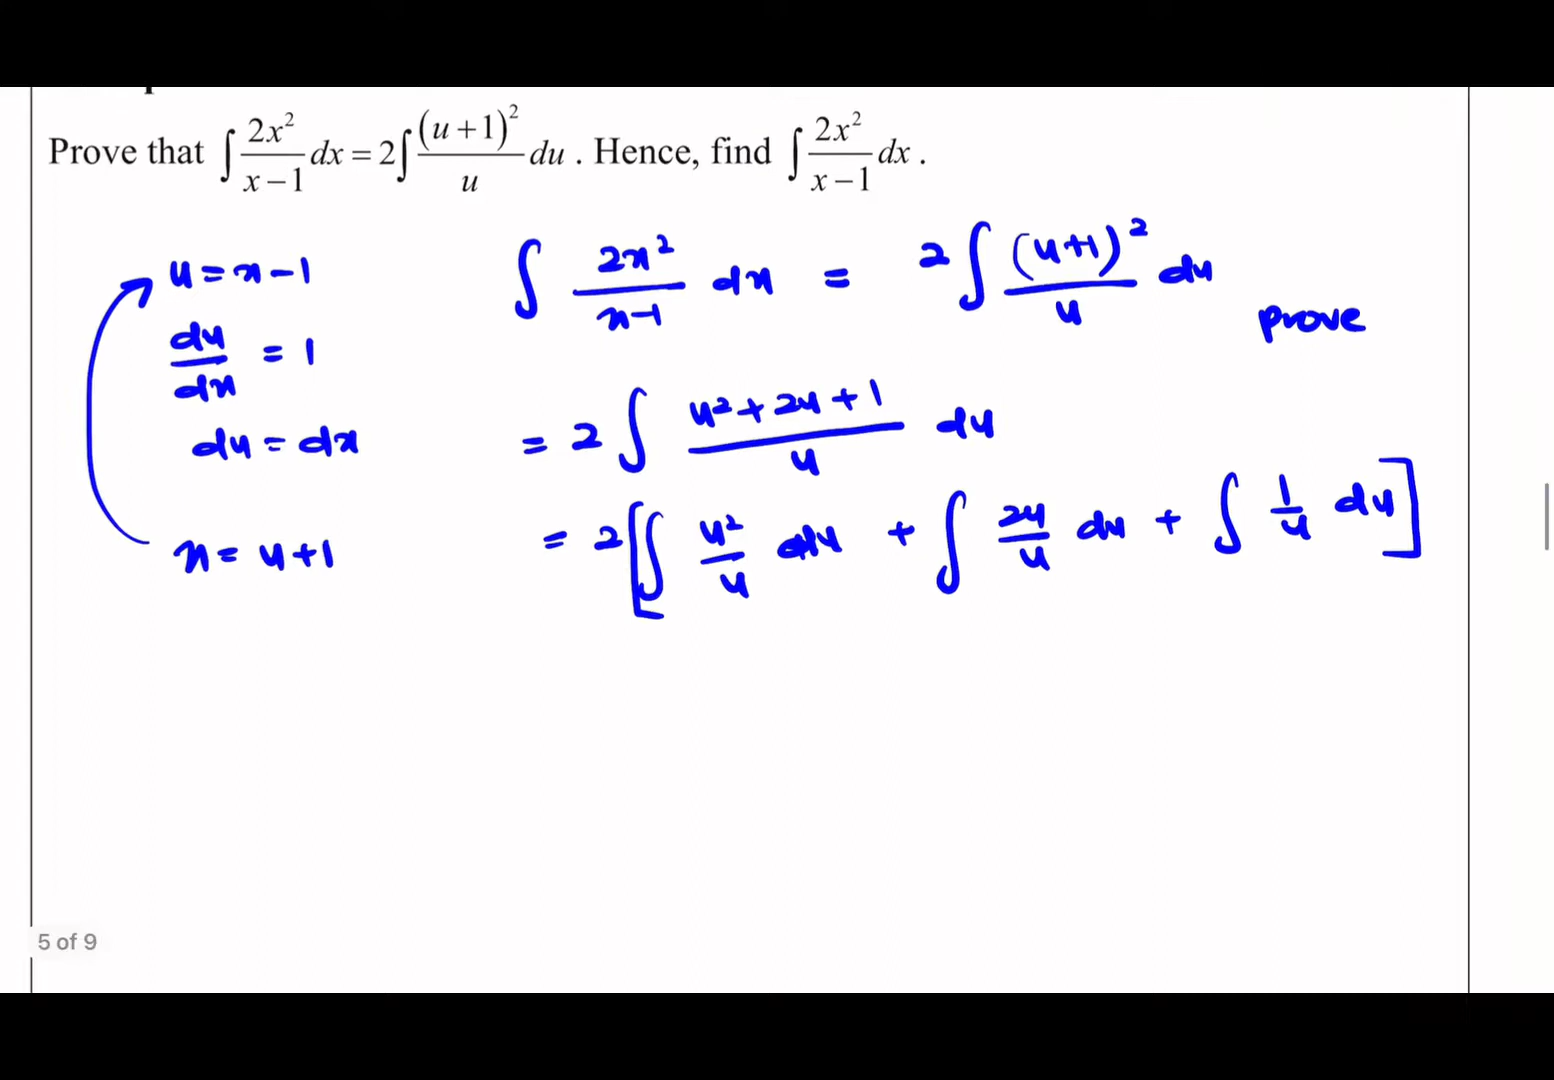 Prove that ∫ 2x²/(x−1) dx = 2∫ (u+1)²/u du . Hence, find ∫ 2x²/(x−1) dx .
u = x−1
∫ 2x²/(x−1) dx = 2∫ (u+1)²/u du
prove
du/dx = 1
du = dx
= 2∫ (u²+2u+1)/u du
x = u+1
= 2[∫ u²/u du + ∫ 2u/u du + ∫ 1/u du]
5 of 9